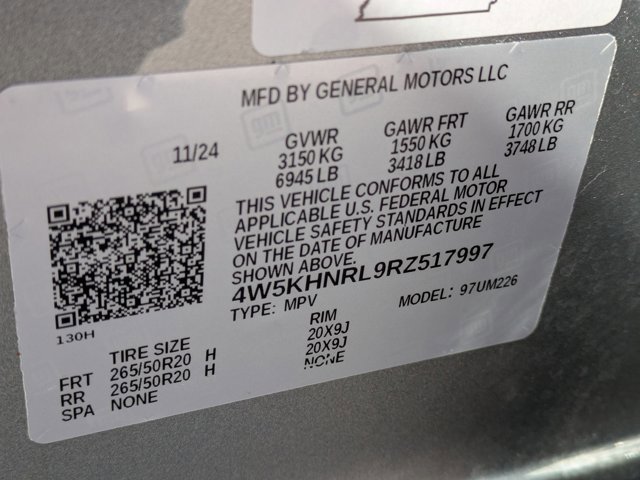 MFD BY GENERAL MOTORS LLC
11/24
GVWR
3150 KG
6945 LB
GAWR FRT
1550 KG
3418 LB
GAWR RR
1700 KG
3748 LB
THIS VEHICLE CONFORMS TO ALL
APPLICABLE U.S. FEDERAL MOTOR
VEHICLE SAFETY STANDARDS IN EFFECT
ON THE DATE OF MANUFACTURE
SHOWN ABOVE.
4W5KHNRL9RZ517997
TYPE: MPV
MODEL: 97UM226
130H
TIRE SIZE
RIM
FRT 265/50R20 H 20X9J
RR 265/50R20 H 20X9J
SPA NONE NONE